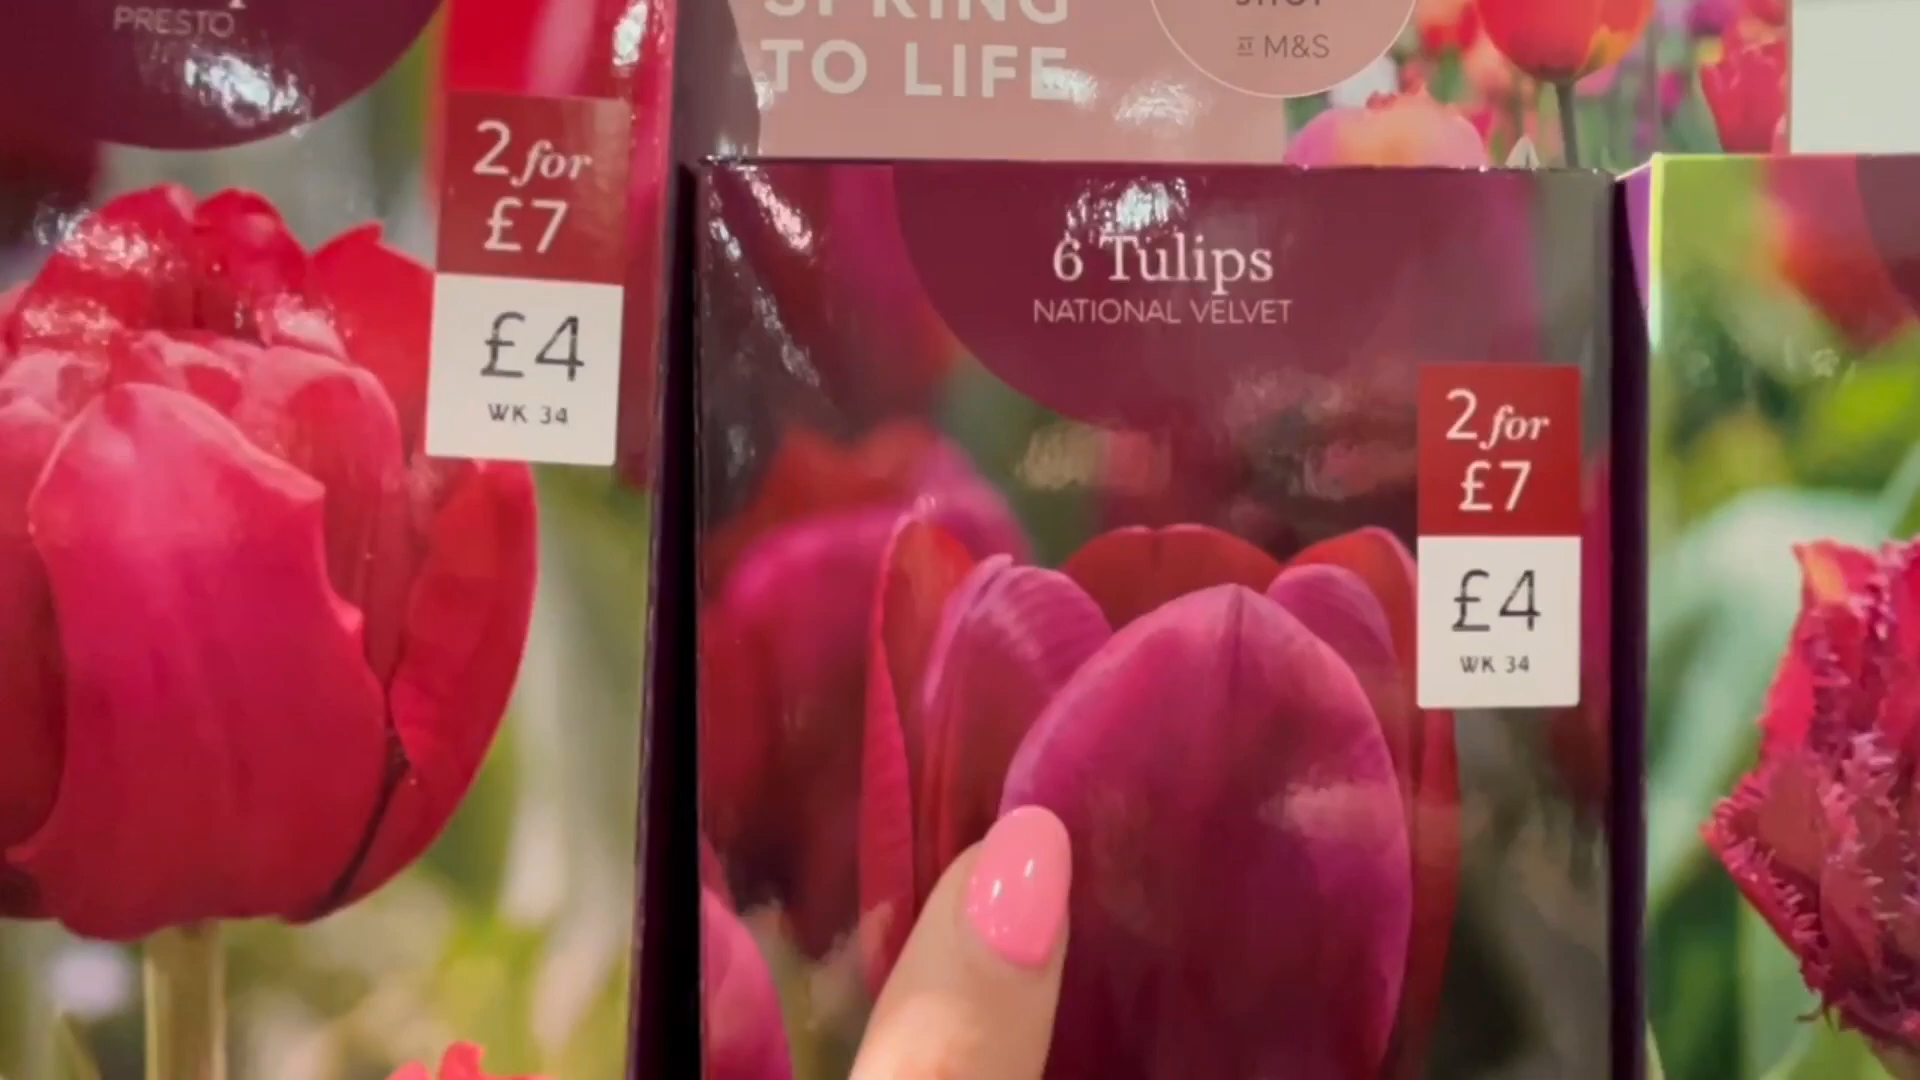 PRESTO
2 for
£7
£4
WK 34
SPRING
TO LIFE
AT M&S
6 Tulips
NATIONAL VELVET
2 for
£7
£4
WK 34